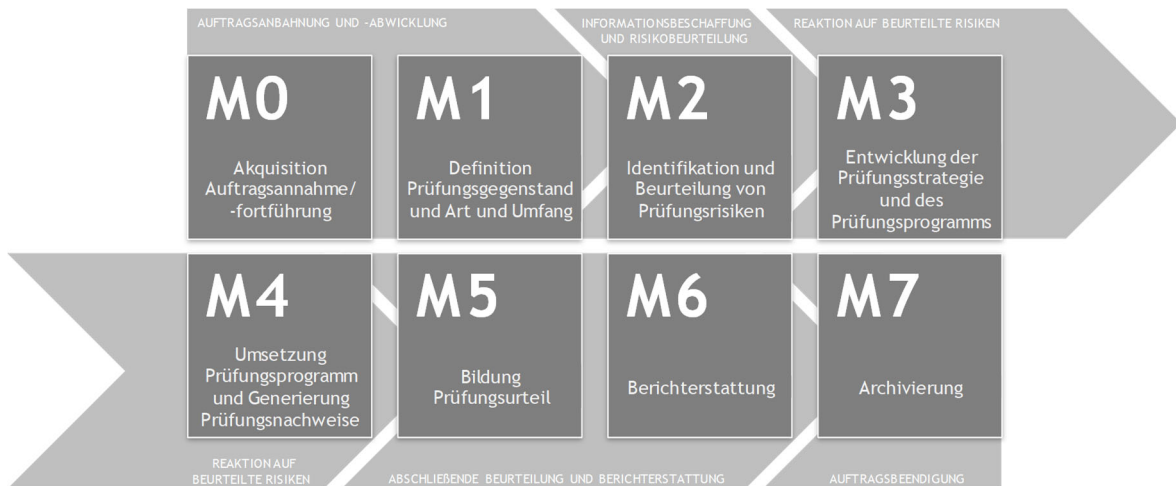 AUFTRAGSANBAHNUNG UND -ABWICKLUNG
INFORMATIONSBESCHAFFUNG
UND RISIKOBEURTEILUNG
REAKTION AUF BEURTEILTE RISIKEN
M0
Akquisition
Auftragsannahme/
-fortführung
M1
Definition
Prüfungsgegenstand
und Art und Umfang
M2
Identifikation und
Beurteilung von
Prüfungsrisiken
M3
Entwicklung der
Prüfungsstrategie
und des
Prüfungsprogramms
M4
Umsetzung
Prüfungsprogramm
und Generierung
Prüfungsnachweise
M5
Bildung
Prüfungsurteil
M6
Berichterstattung
M7
Archivierung
REAKTION AUF
BEURTEILTE RISIKEN
ABSCHLIEßENDE BEURTEILUNG UND BERICHTERSTATTUNG
AUFTRAGSBEENDIGUNG